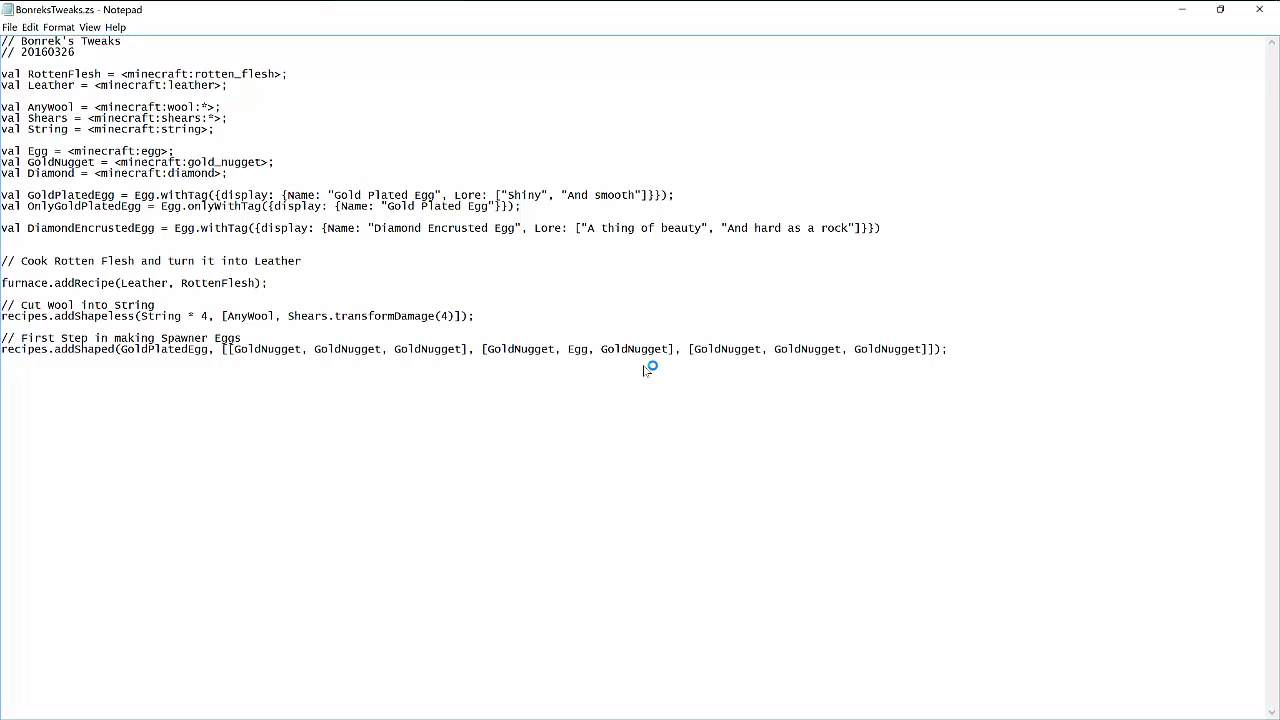 BonreksTweaks.zs - Notepad
File Edit Format View Help
// Bonrek's Tweaks
// 20160326
val RottenFlesh = <minecraft:rotten_flesh>;
val Leather = <minecraft:leather>;
val AnyWool = <minecraft:wool:*>;
val Shears = <minecraft:shears:*>;
val String = <minecraft:string>;
val Egg = <minecraft:egg>;
val GoldNugget = <minecraft:gold_nugget>;
val Diamond = <minecraft:diamond>;
val GoldPlatedEgg = Egg.withTag({display: {Name: "Gold Plated Egg", Lore: ["Shiny", "And smooth"]}});
val OnlyGoldPlatedEgg = Egg.onlyWithTag({display: {Name: "Gold Plated Egg"}});
val DiamondEncrustedEgg = Egg.withTag({display: {Name: "Diamond Encrusted Egg", Lore: ["A thing of beauty", "And hard as a rock"]}})
// Cook Rotten Flesh and turn it into Leather
furnace.addRecipe(Leather, RottenFlesh);
// Cut Wool into String
recipes.addShapeless(String * 4, [AnyWool, Shears.transformDamage(4)]);
// First Step in making Spawner Eggs
recipes.addShaped(GoldPlatedEgg, [[GoldNugget, GoldNugget, GoldNugget], [GoldNugget, Egg, GoldNugget], [GoldNugget, GoldNugget, GoldNugget]]);